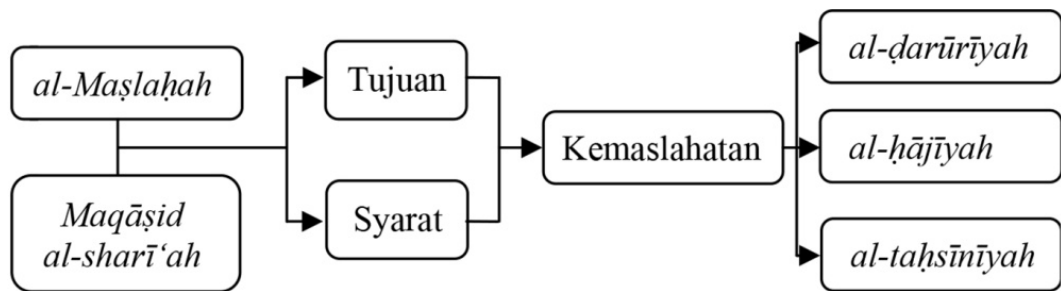 al-Maṣlaḥah
Maqāṣid
al-sharī‘ah
Tujuan
Syarat
Kemaslahatan
al-ḍarūrīyah
al-ḥājīyah
al-taḥsīnīyah